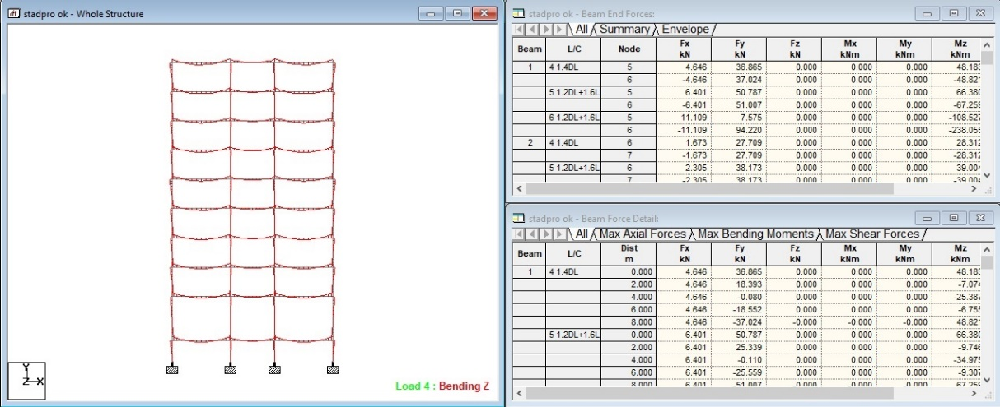 stadpro ok - Whole Structure
Y
Z X
Load 4 : Bending Z
stadpro ok - Beam End Forces:
All Summary Envelope
Beam L/C Node Fx kN Fy kN Fz kN Mx kNm My kNm Mz kNm
1 4 1.4DL 5 4.646 36.865 0.000 0.000 0.000 48.183
6 -4.646 37.024 0.000 0.000 0.000 -48.821
5 1.2DL+1.6L 5 6.401 50.787 0.000 0.000 0.000 66.380
6 -6.401 51.007 0.000 0.000 0.000 -67.259
6 1.2DL+1.6L 5 11.109 7.575 0.000 0.000 0.000 -108.527
6 -11.109 94.220 0.000 0.000 0.000 -238.055
2 4 1.4DL 6 1.673 27.709 0.000 0.000 0.000 28.312
7 -1.673 27.709 0.000 0.000 0.000 -28.312
5 1.2DL+1.6L 6 2.305 38.173 0.000 0.000 0.000 39.004
7 -2.305 38.173 0.000 0.000 0.000 -39.004
stadpro ok - Beam Force Detail:
All Max Axial Forces Max Bending Moments Max Shear Forces
Beam L/C Dist m Fx kN Fy kN Fz kN Mx kNm My kNm Mz kNm
1 4 1.4DL 0.000 4.646 36.865 0.000 0.000 0.000 48.183
2.000 4.646 18.393 0.000 0.000 0.000 -7.074
4.000 4.646 -0.080 0.000 0.000 0.000 -25.387
6.000 4.646 -18.552 0.000 0.000 0.000 -6.755
8.000 4.646 -37.024 -0.000 -0.000 -0.000 48.821
5 1.2DL+1.6L 0.000 6.401 50.787 0.000 0.000 0.000 66.380
2.000 6.401 25.339 0.000 0.000 0.000 -9.746
4.000 6.401 -0.110 0.000 0.000 0.000 -34.975
6.000 6.401 -25.559 0.000 0.000 0.000 -9.307
8.000 6.401 -51.007 -0.000 -0.000 -0.000 67.259